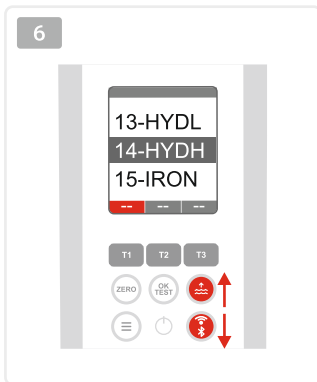 6
13-HYDL
14-HYDH
15-IRON
-- -- --
T1 T2 T3
ZERO OK TEST